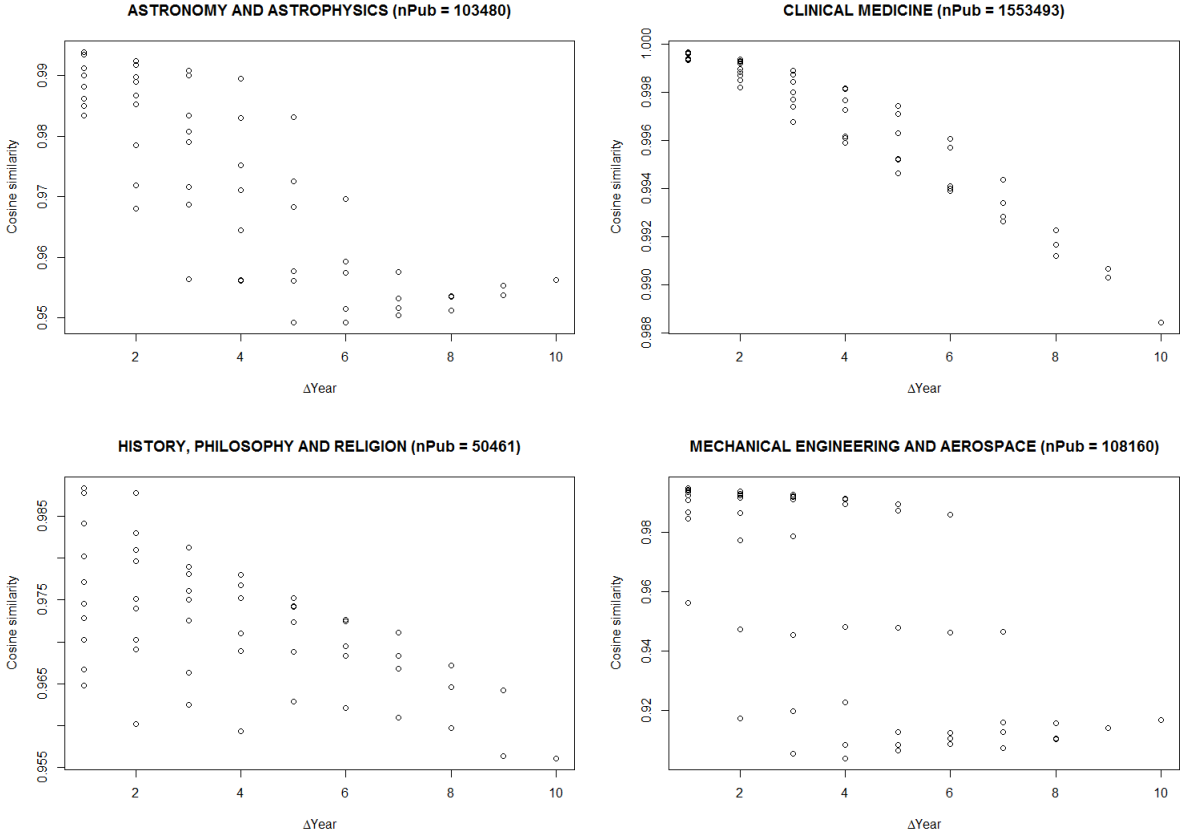 ASTRONOMY AND ASTROPHYSICS (nPub = 103480)
Cosine similarity
0.99
0.98
0.97
0.96
0.95
2 4 6 8 10
ΔYear
CLINICAL MEDICINE (nPub = 1553493)
Cosine similarity
1.000
0.998
0.996
0.994
0.992
0.990
0.988
2 4 6 8 10
ΔYear
HISTORY, PHILOSOPHY AND RELIGION (nPub = 50461)
Cosine similarity
0.985
0.975
0.965
0.955
2 4 6 8 10
ΔYear
MECHANICAL ENGINEERING AND AEROSPACE (nPub = 108160)
Cosine similarity
0.98
0.96
0.94
0.92
2 4 6 8 10
ΔYear